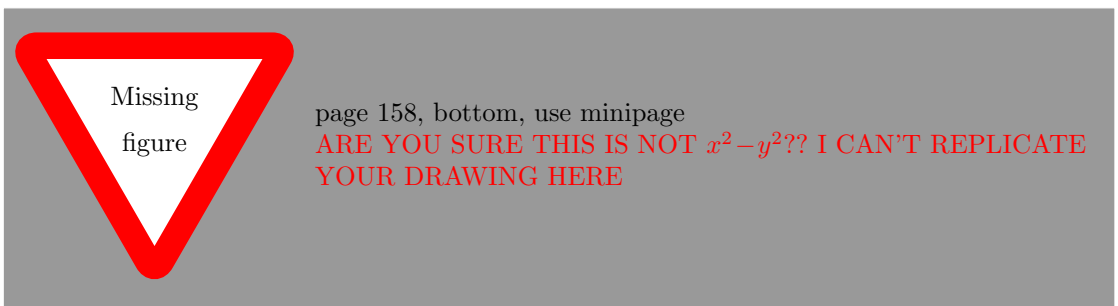 Missing
figure
page 158, bottom, use minipage
ARE YOU SURE THIS IS NOT x²−y²?? I CAN'T REPLICATE
YOUR DRAWING HERE